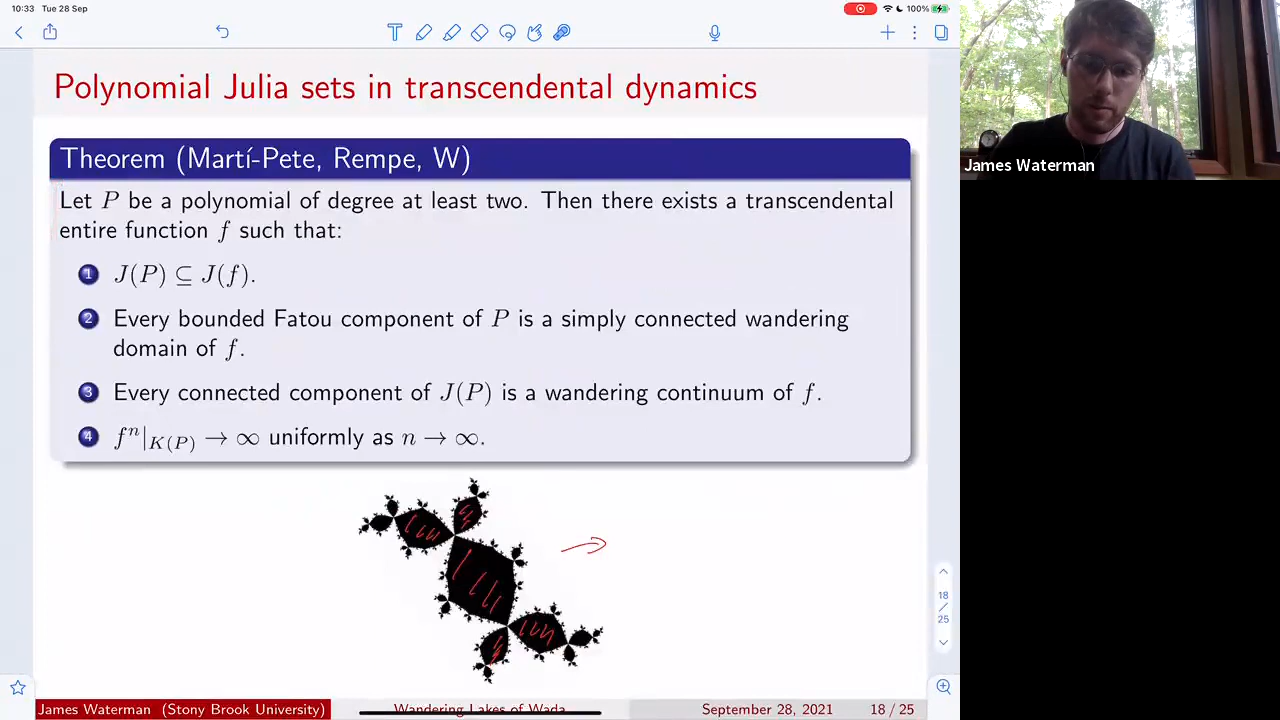 10:33 Tue 28 Sep
100%
Polynomial Julia sets in transcendental dynamics
Theorem (Martí-Pete, Rempe, W)
Let P be a polynomial of degree at least two. Then there exists a transcendental
entire function f such that:
1 J(P) ⊆ J(f).
2 Every bounded Fatou component of P is a simply connected wandering
domain of f.
3 Every connected component of J(P) is a wandering continuum of f.
4 fⁿ|K(P) → ∞ uniformly as n → ∞.
James Waterman
18
/
25
James Waterman (Stony Brook University) Wandering Lakes of Wada September 28, 2021 18 / 25